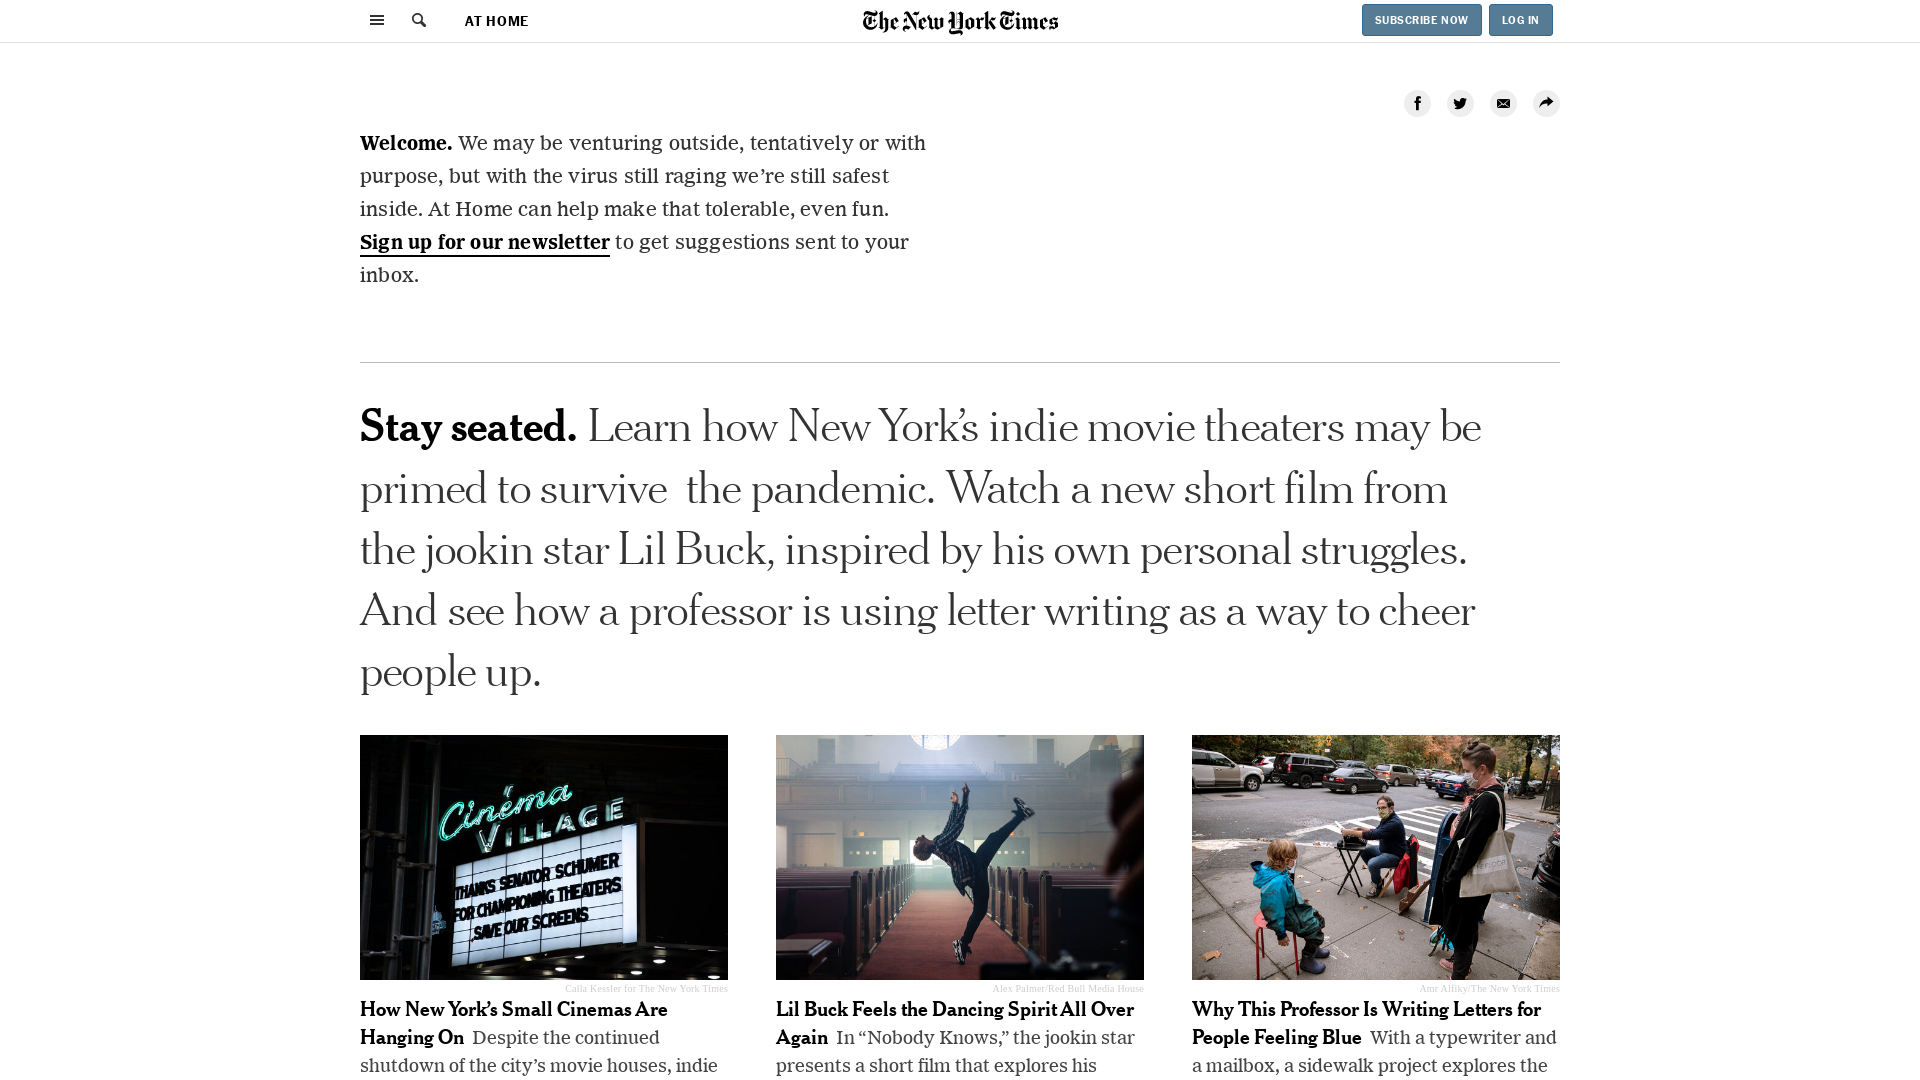 AT HOME
The New York Times
SUBSCRIBE NOW
LOG IN
Welcome. We may be venturing outside, tentatively or with
purpose, but with the virus still raging we’re still safest
inside. At Home can help make that tolerable, even fun.
Sign up for our newsletter to get suggestions sent to your
inbox.
Stay seated. Learn how New York’s indie movie theaters may be
primed to survive the pandemic. Watch a new short film from
the jookin star Lil Buck, inspired by his own personal struggles.
And see how a professor is using letter writing as a way to cheer
people up.
Cinema
VILLAGE
THANKS SENATOR SCHUMER
FOR CHAMPIONING THEATERS
SAVE OUR SCREENS
Calla Kessler for The New York Times
How New York’s Small Cinemas Are
Hanging On Despite the continued
shutdown of the city’s movie houses, indie
Alex Palmer/Red Bull Media House
Lil Buck Feels the Dancing Spirit All Over
Again In “Nobody Knows,” the jookin star
presents a short film that explores his
Amr Alfiky/The New York Times
Why This Professor Is Writing Letters for
People Feeling Blue With a typewriter and
a mailbox, a sidewalk project explores the